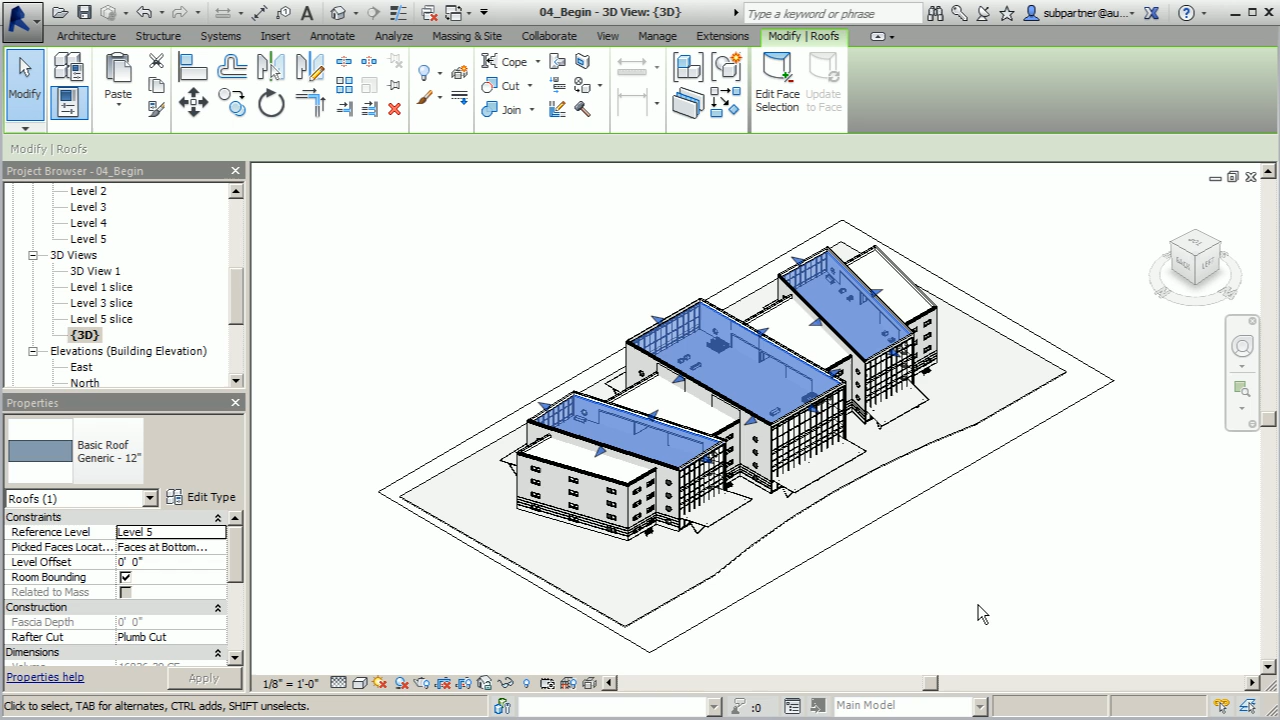 04_Begin - 3D View: {3D}
Type a keyword or phrase
subpartner@au...
Architecture
Structure
Systems
Insert
Annotate
Analyze
Massing & Site
Collaborate
View
Manage
Extensions
Modify | Roofs
Modify
Paste
Cope
Cut
Join
Edit Face
Selection
Update
to Face
Modify | Roofs
Project Browser - 04_Begin
Level 2
Level 3
Level 4
Level 5
3D Views
3D View 1
Level 1 slice
Level 3 slice
Level 5 slice
{3D}
Elevations (Building Elevation)
East
North
Properties
Basic Roof
Generic - 12"
Roofs (1)
Edit Type
Constraints
Reference Level
Level 5
Picked Faces Locat...
Faces at Bottom...
Level Offset
0' 0"
Room Bounding
Related to Mass
Construction
Fascia Depth
0' 0"
Rafter Cut
Plumb Cut
Dimensions
Properties help
Apply
TOP
BACK
LEFT
1/8" = 1'-0"
Click to select, TAB for alternates, CTRL adds, SHIFT unselects.
:0
Main Model